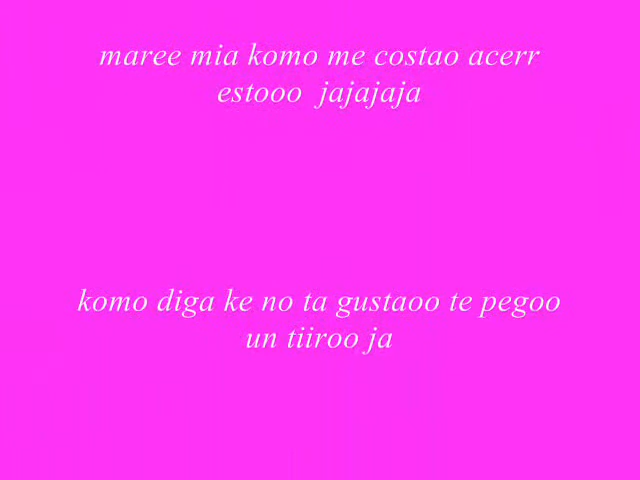 maree mia komo me costao acerr
estooo jajajaja
komo diga ke no ta gustaoo te pegoo
un tiiroo ja